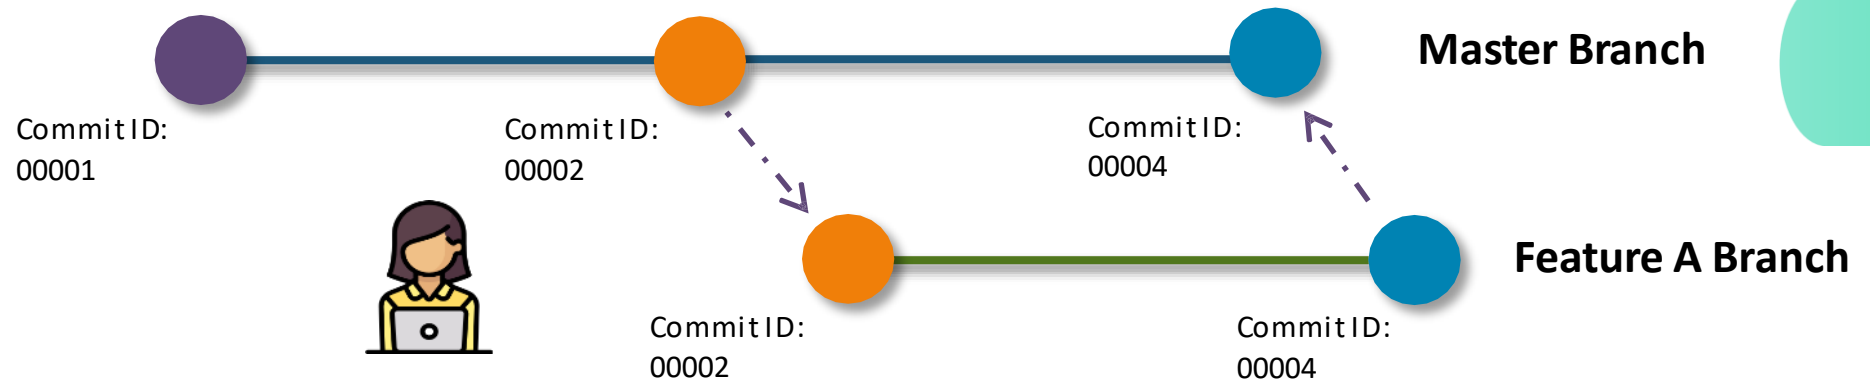 Master Branch
Commit ID:
00001
Commit ID:
00002
Commit ID:
00004
Feature A Branch
Commit ID:
00002
Commit ID:
00004